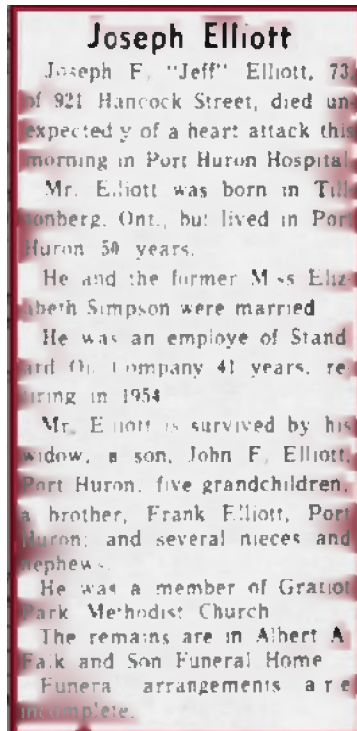 Joseph Elliott
Joseph F. "Jeff" Elliott, 73,
of 921 Hancock Street, died un-
expectedly of a heart attack this
morning in Port Huron Hospital.
Mr. Elliott was born in Till-
sonberg, Ont., but lived in Port
Huron 50 years.
He and the former Miss Eliz-
abeth Simpson were married
He was an employe of Stand-
ard Oil Company 41 years, re-
tiring in 1954
Mr. Elliott is survived by his
widow, a son, John F. Elliott,
Port Huron, five grandchildren,
a brother, Frank Elliott, Port
Huron; and several nieces and
nephews.
He was a member of Gratiot
Park Methodist Church
The remains are in Albert A
Falk and Son Funeral Home
Funeral arrangements are
incomplete.